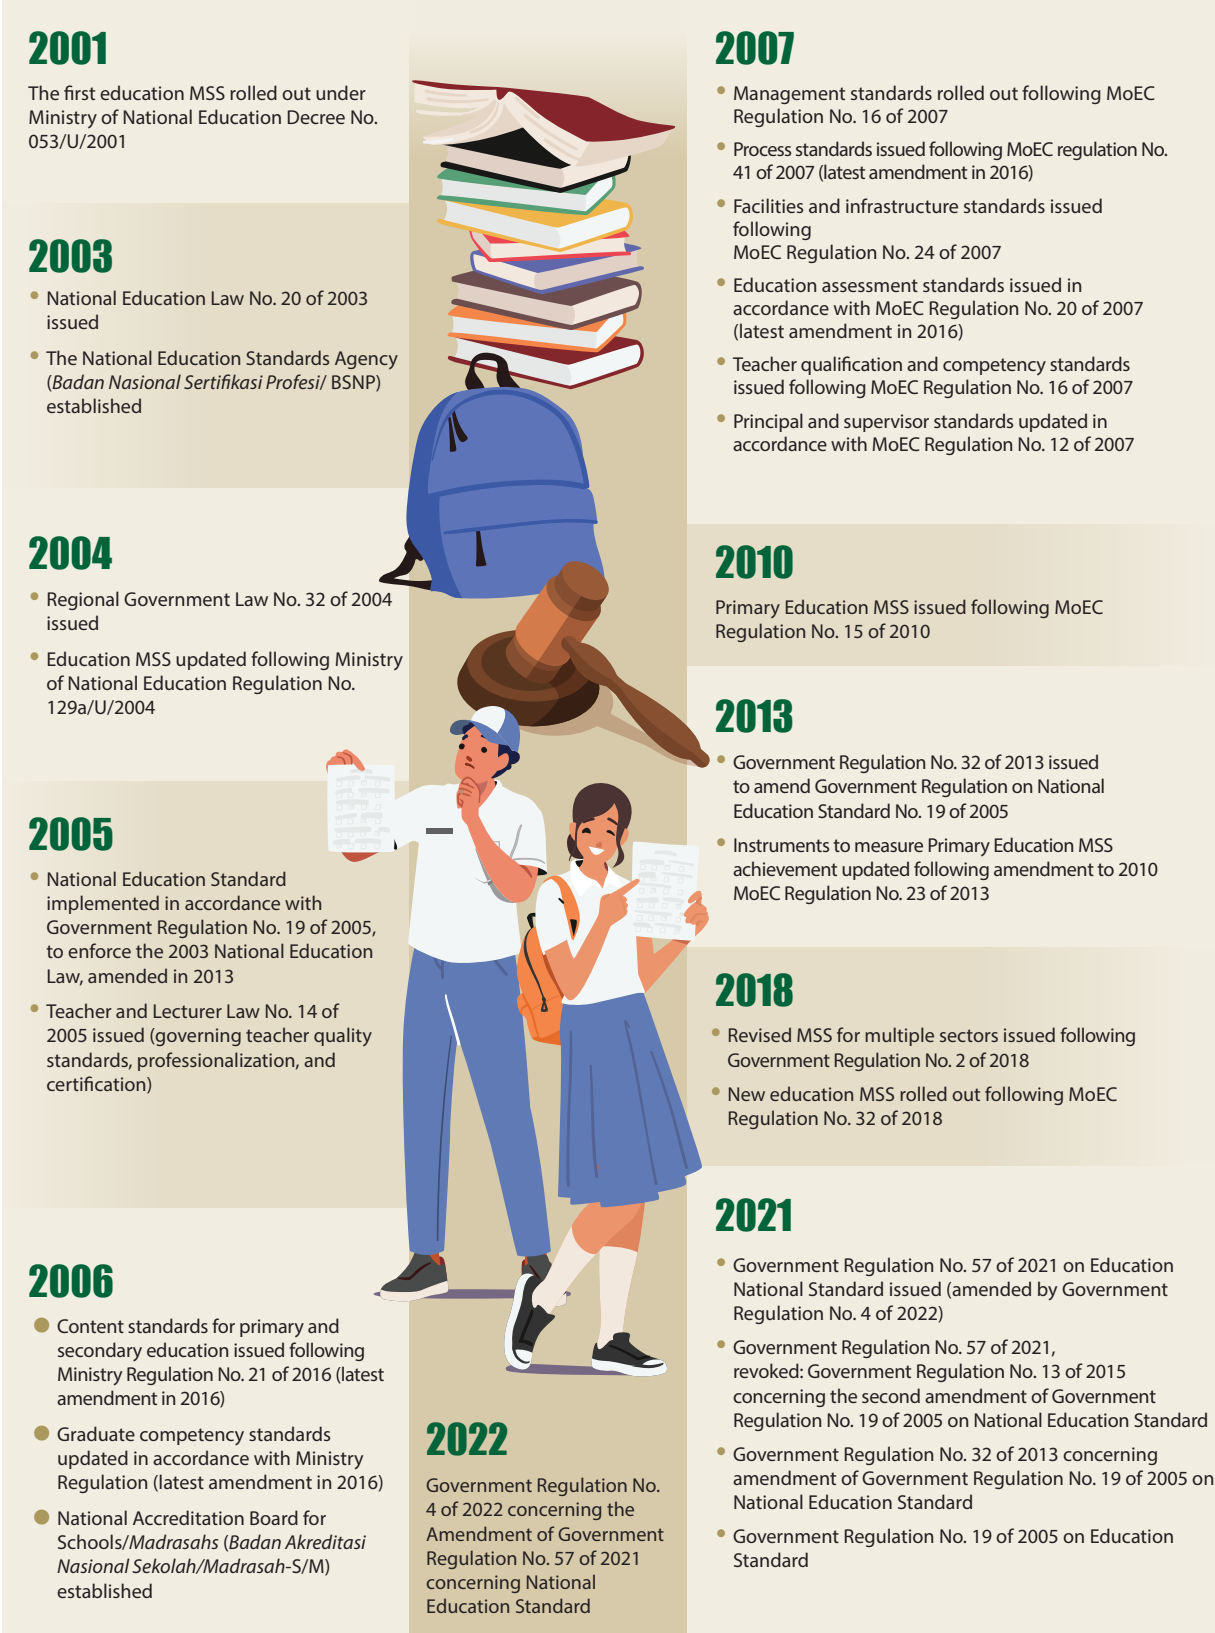 2001
The first education MSS rolled out under
Ministry of National Education Decree No.
053/U/2001
2003
• National Education Law No. 20 of 2003
issued
• The National Education Standards Agency
(Badan Nasional Sertifikasi Profesi/ BSNP)
established
2004
• Regional Government Law No. 32 of 2004
issued
• Education MSS updated following Ministry
of National Education Regulation No.
129a/U/2004
2005
• National Education Standard
implemented in accordance with
Government Regulation No. 19 of 2005,
to enforce the 2003 National Education
Law, amended in 2013
• Teacher and Lecturer Law No. 14 of
2005 issued (governing teacher quality
standards, professionalization, and
certification)
2006
• Content standards for primary and
secondary education issued following
Ministry Regulation No. 21 of 2016 (latest
amendment in 2016)
• Graduate competency standards
updated in accordance with Ministry
Regulation (latest amendment in 2016)
• National Accreditation Board for
Schools/Madrasahs (Badan Akreditasi
Nasional Sekolah/Madrasah-S/M)
established
2007
• Management standards rolled out following MoEC
Regulation No. 16 of 2007
• Process standards issued following MoEC regulation No.
41 of 2007 (latest amendment in 2016)
• Facilities and infrastructure standards issued
following
MoEC Regulation No. 24 of 2007
• Education assessment standards issued in
accordance with MoEC Regulation No. 20 of 2007
(latest amendment in 2016)
• Teacher qualification and competency standards
issued following MoEC Regulation No. 16 of 2007
• Principal and supervisor standards updated in
accordance with MoEC Regulation No. 12 of 2007
2010
Primary Education MSS issued following MoEC
Regulation No. 15 of 2010
2013
• Government Regulation No. 32 of 2013 issued
to amend Government Regulation on National
Education Standard No. 19 of 2005
• Instruments to measure Primary Education MSS
achievement updated following amendment to 2010
MoEC Regulation No. 23 of 2013
2018
• Revised MSS for multiple sectors issued following
Government Regulation No. 2 of 2018
• New education MSS rolled out following MoEC
Regulation No. 32 of 2018
2021
• Government Regulation No. 57 of 2021 on Education
National Standard issued (amended by Government
Regulation No. 4 of 2022)
• Government Regulation No. 57 of 2021,
revoked: Government Regulation No. 13 of 2015
concerning the second amendment of Government
Regulation No. 19 of 2005 on National Education Standard
• Government Regulation No. 32 of 2013 concerning
amendment of Government Regulation No. 19 of 2005 on
National Education Standard
• Government Regulation No. 19 of 2005 on Education
Standard
2022
Government Regulation No.
4 of 2022 concerning the
Amendment of Government
Regulation No. 57 of 2021
concerning National
Education Standard